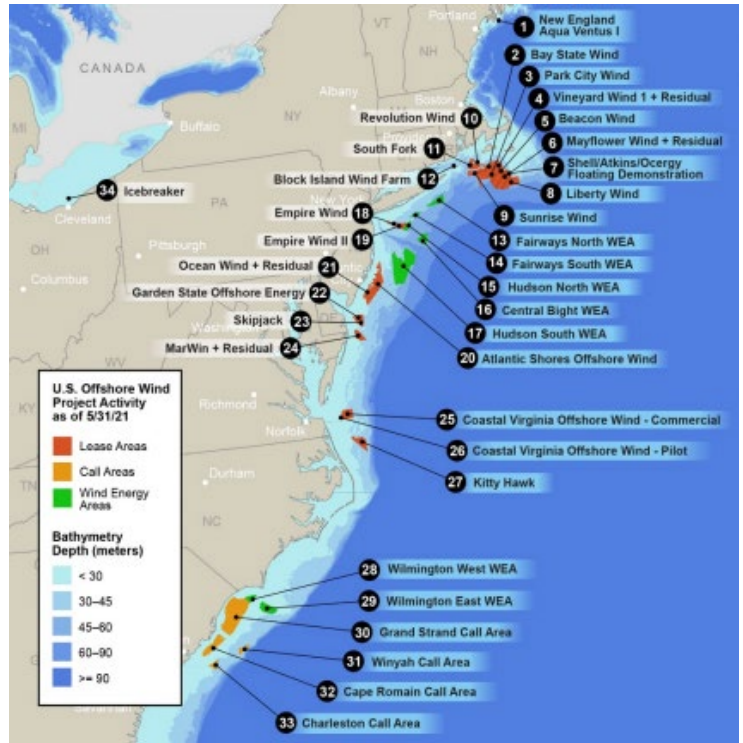 Portland
1 New England
Aqua Ventus I
VT
NH
CANADA
2 Bay State Wind
3 Park City Wind
4 Vineyard Wind 1 + Residual
5 Beacon Wind
6 Mayflower Wind + Residual
7 Shell/Atkins/Ocergy
Floating Demonstration
8 Liberty Wind
9 Sunrise Wind
Albany
NY
Boston
Revolution Wind 10
South Fork 11
Block Island Wind Farm 12
MI
Buffalo
34 Icebreaker
Cleveland
PA
New York
OH
Pittsburgh
Columbus
Empire Wind 18
Empire Wind II 19
13 Fairways North WEA
14 Fairways South WEA
15 Hudson North WEA
16 Central Bight WEA
17 Hudson South WEA
Ocean Wind + Residual 21
Garden State Offshore Energy 22
Skipjack 23
MarWin + Residual 24
20 Atlantic Shores Offshore Wind
WV
KY
Richmond
Norfolk
TN
Durham
NC
25 Coastal Virginia Offshore Wind - Commercial
26 Coastal Virginia Offshore Wind - Pilot
27 Kitty Hawk
U.S. Offshore Wind
Project Activity
as of 5/31/21
Lease Areas
Call Areas
Wind Energy
Areas
Bathymetry
Depth (meters)
< 30
30–45
45–60
60–90
>= 90
28 Wilmington West WEA
29 Wilmington East WEA
30 Grand Strand Call Area
31 Winyah Call Area
32 Cape Romain Call Area
33 Charleston Call Area